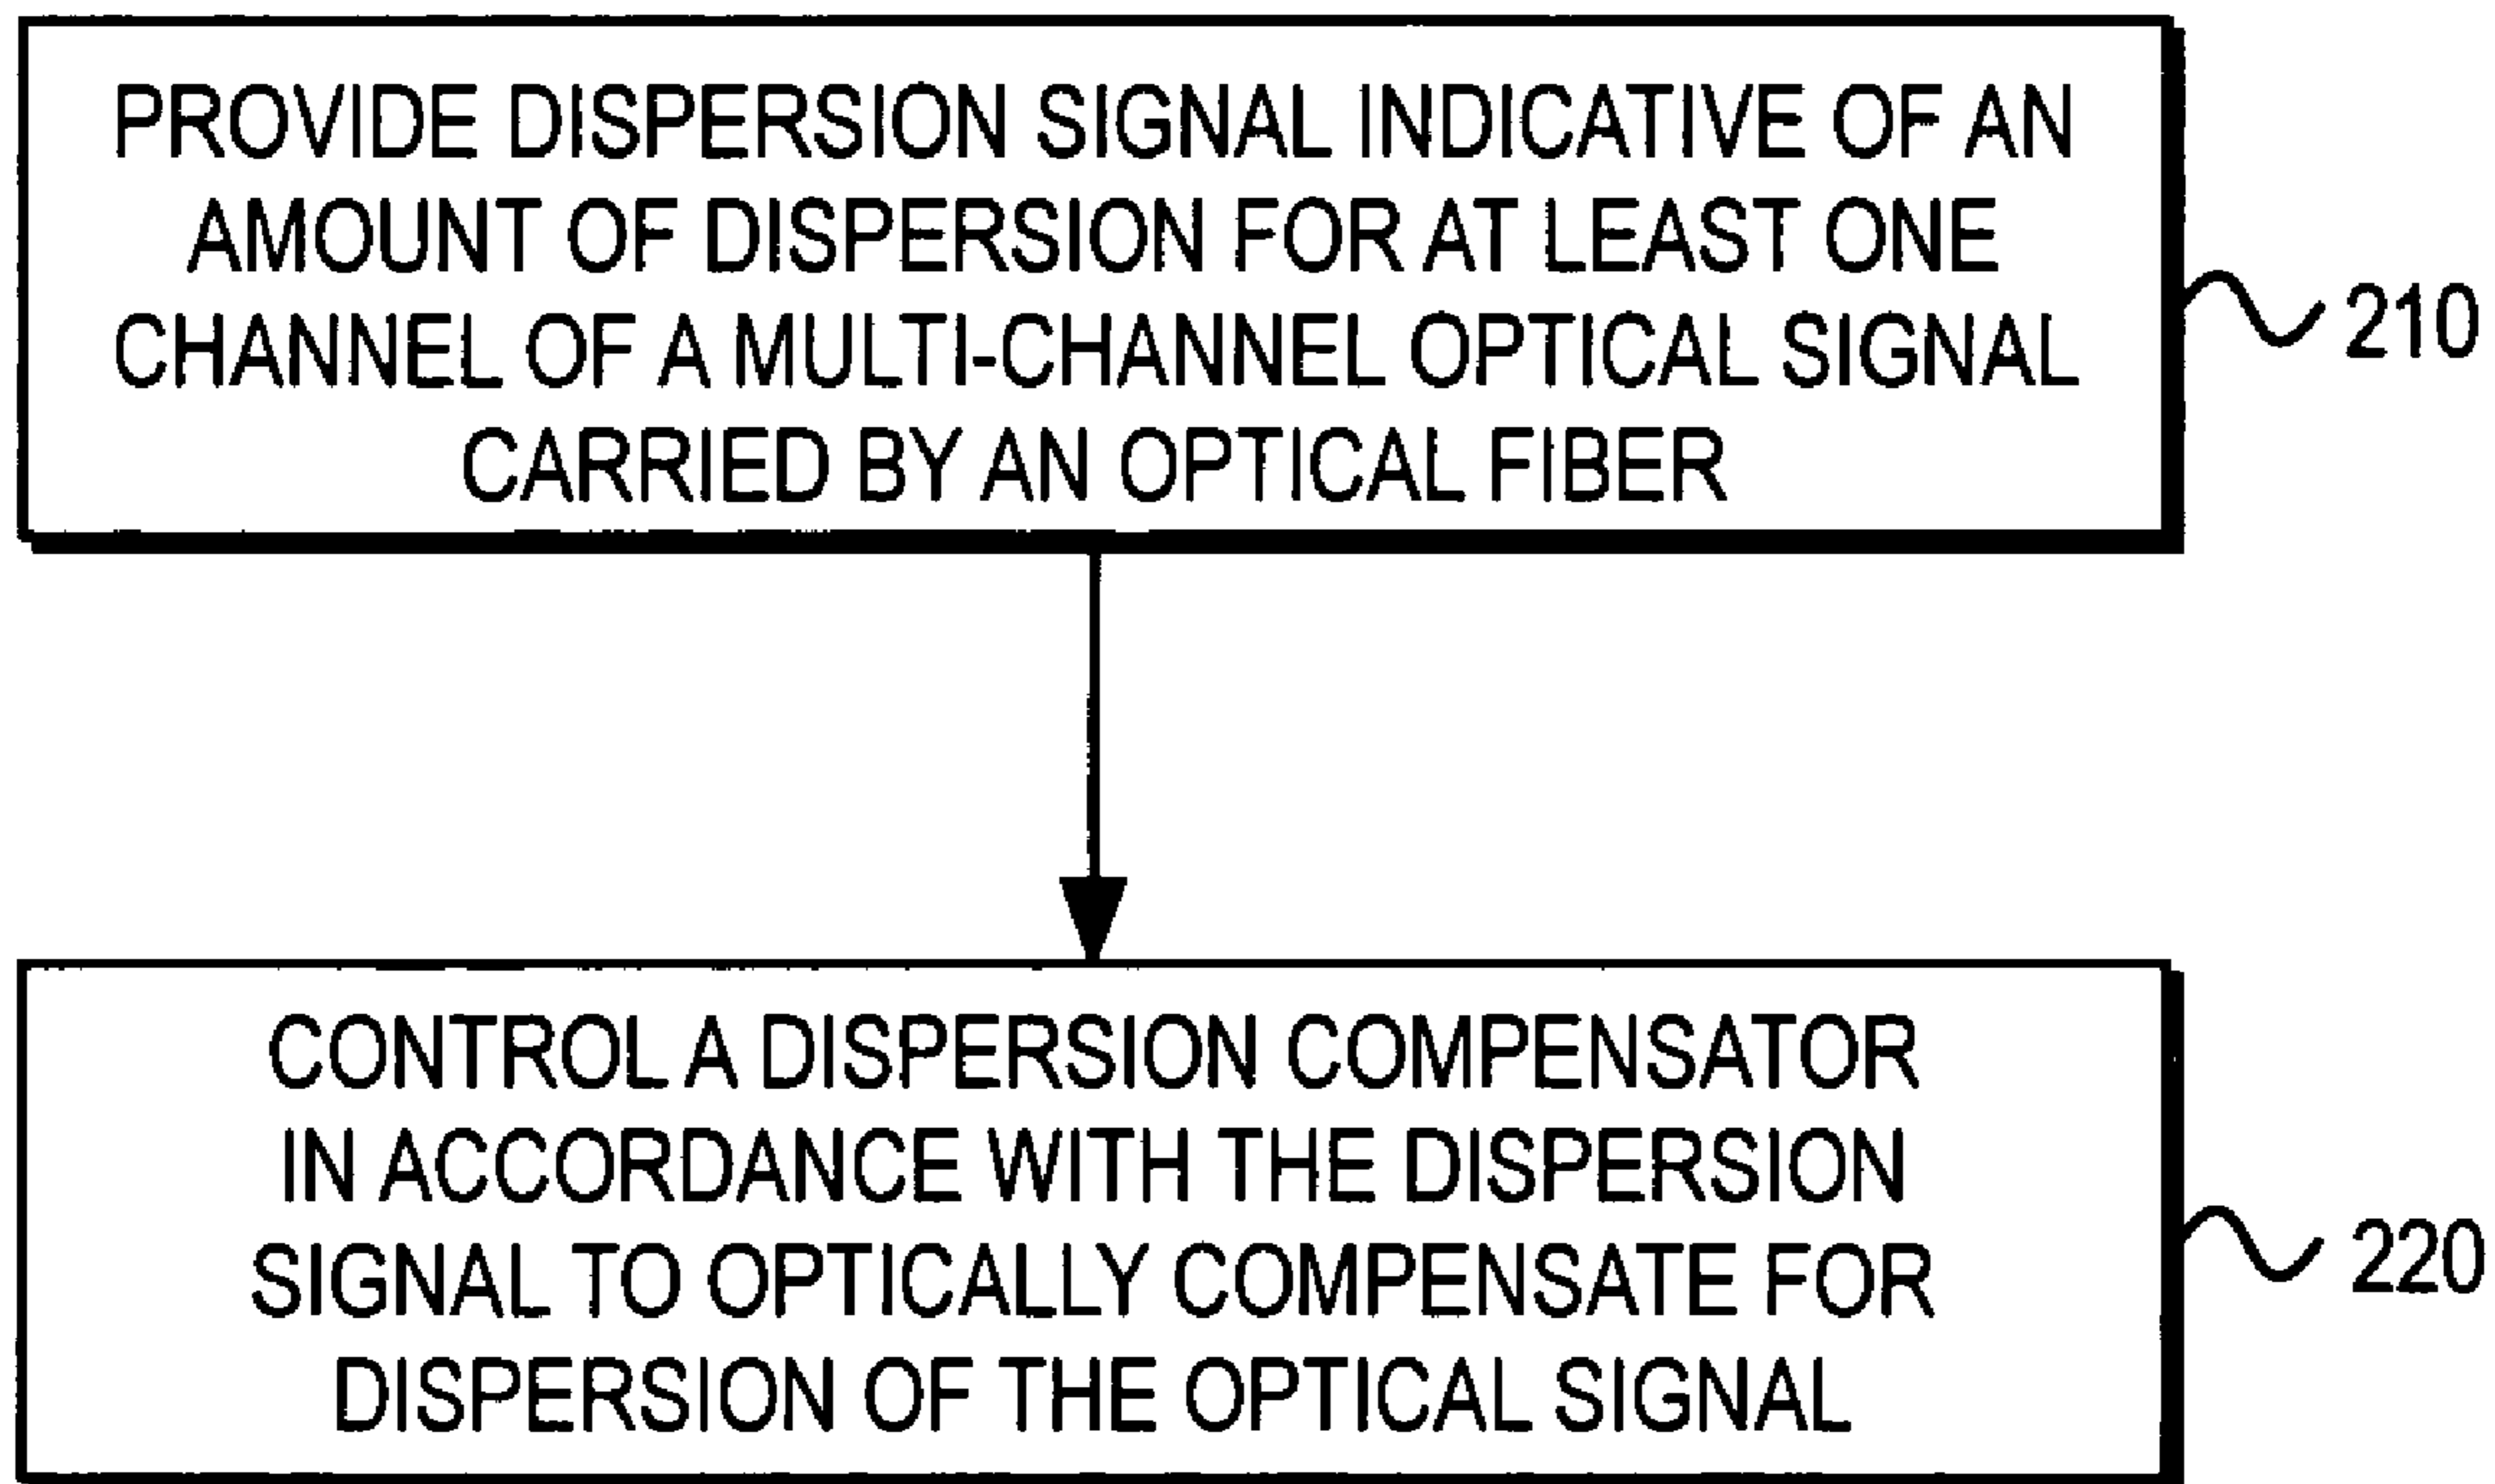 PROVIDE DISPERSION SIGNAL INDICATIVE OF AN
AMOUNT OF DISPERSION FOR AT LEAST ONE
CHANNEL OF A MULTI-CHANNEL OPTICAL SIGNAL
CARRIED BY AN OPTICAL FIBER
210
CONTROL A DISPERSION COMPENSATOR
IN ACCORDANCE WITH THE DISPERSION
SIGNAL TO OPTICALLY COMPENSATE FOR
DISPERSION OF THE OPTICAL SIGNAL
220